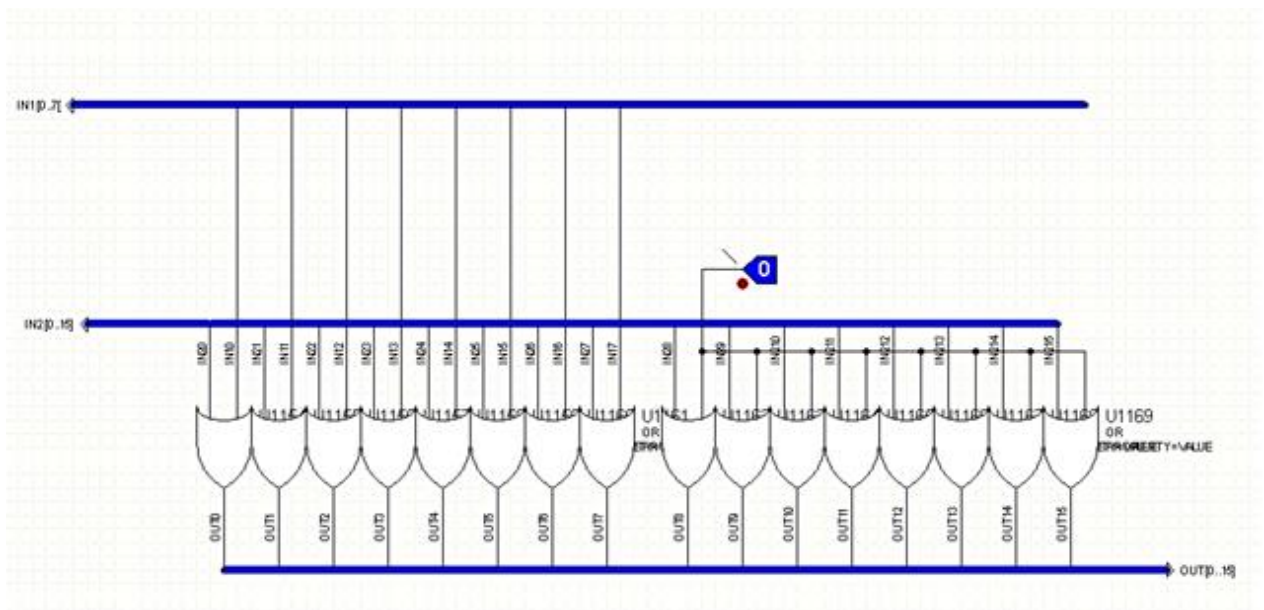 IN1[0..7]
0
IN2[0..15]
IN20
IN10
IN21
IN11
IN22
IN12
IN23
IN13
IN24
IN14
IN25
IN15
IN26
IN16
IN27
IN17
IN28
IN29
IN210
IN211
IN212
IN213
IN214
IN215
U1169
OR
OR
OUT0
OUT1
OUT2
OUT3
OUT4
OUT5
OUT6
OUT7
OUT8
OUT9
OUT10
OUT11
OUT12
OUT13
OUT14
OUT15
OUT[0..15]